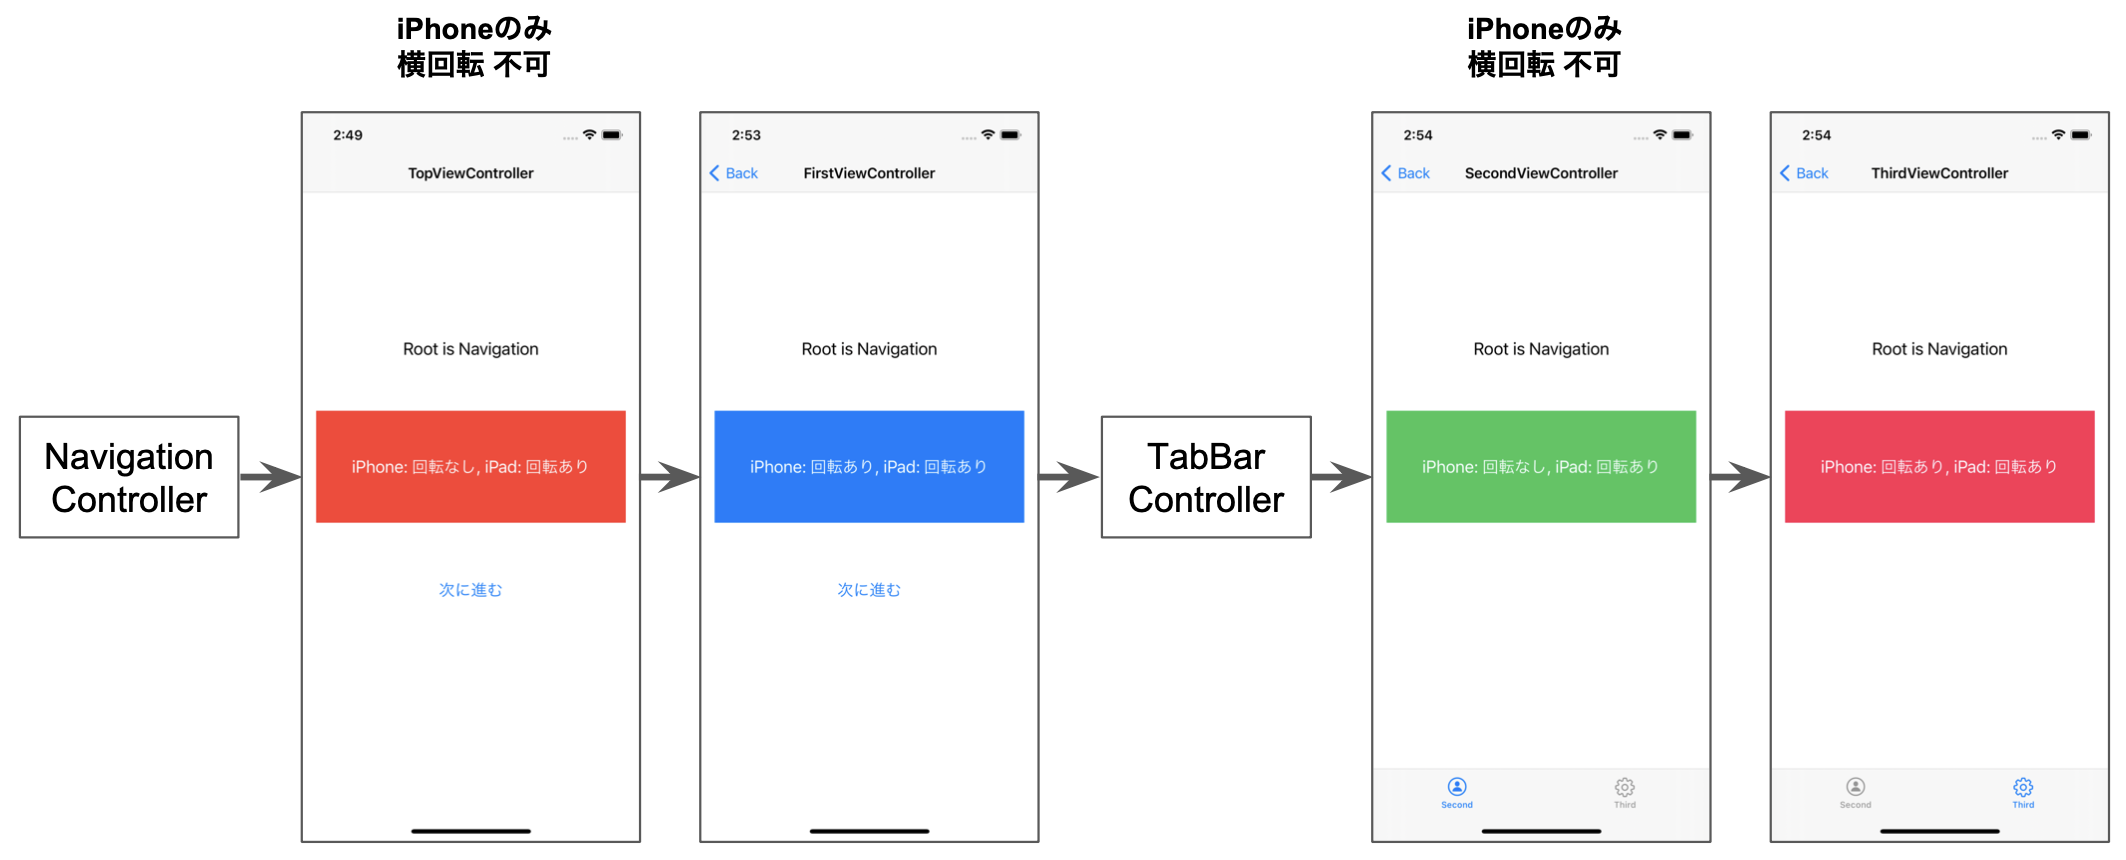 iPhoneのみ
横回転 不可
iPhoneのみ
横回転 不可
Navigation
Controller
2:49
TopViewController
Root is Navigation
iPhone: 回転なし, iPad: 回転あり
次に進む
2:53
Back
FirstViewController
Root is Navigation
iPhone: 回転あり, iPad: 回転あり
次に進む
TabBar
Controller
2:54
Back
SecondViewController
Root is Navigation
iPhone: 回転なし, iPad: 回転あり
Second
Third
2:54
Back
ThirdViewController
Root is Navigation
iPhone: 回転あり, iPad: 回転あり
Second
Third